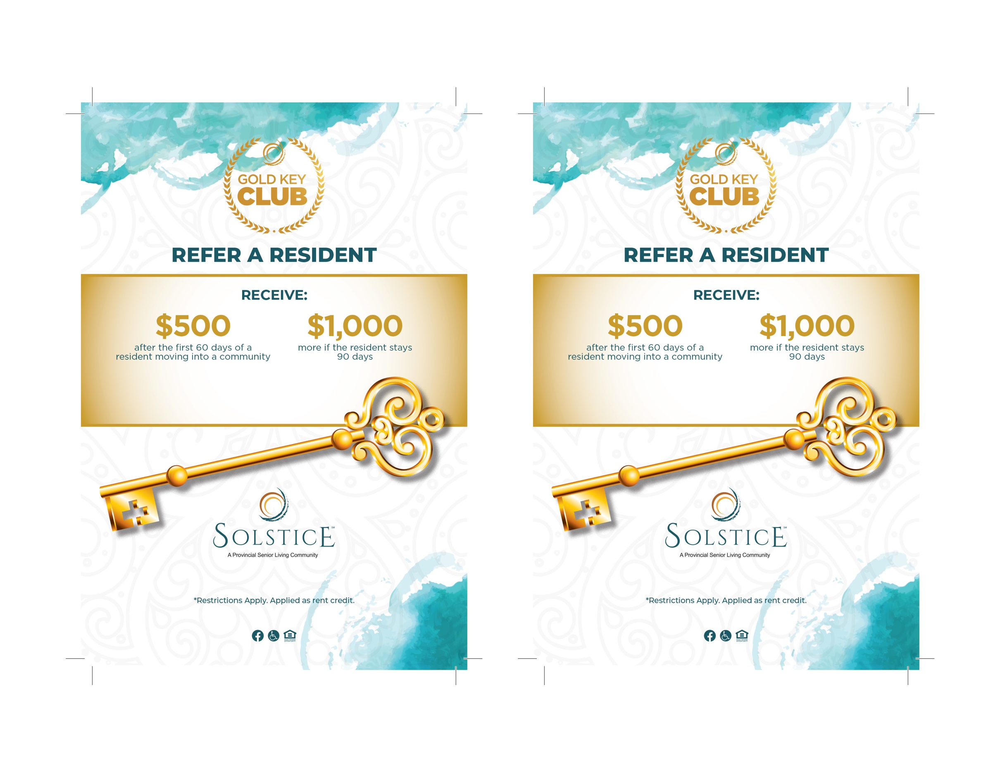 GOLD KEY
CLUB
REFER A RESIDENT
RECEIVE:
$500
after the first 60 days of a
resident moving into a community
$1,000
more if the resident stays
90 days
SOLSTICE℠
A Provincial Senior Living Community
*Restrictions Apply. Applied as rent credit.
GOLD KEY
CLUB
REFER A RESIDENT
RECEIVE:
$500
after the first 60 days of a
resident moving into a community
$1,000
more if the resident stays
90 days
SOLSTICE℠
A Provincial Senior Living Community
*Restrictions Apply. Applied as rent credit.